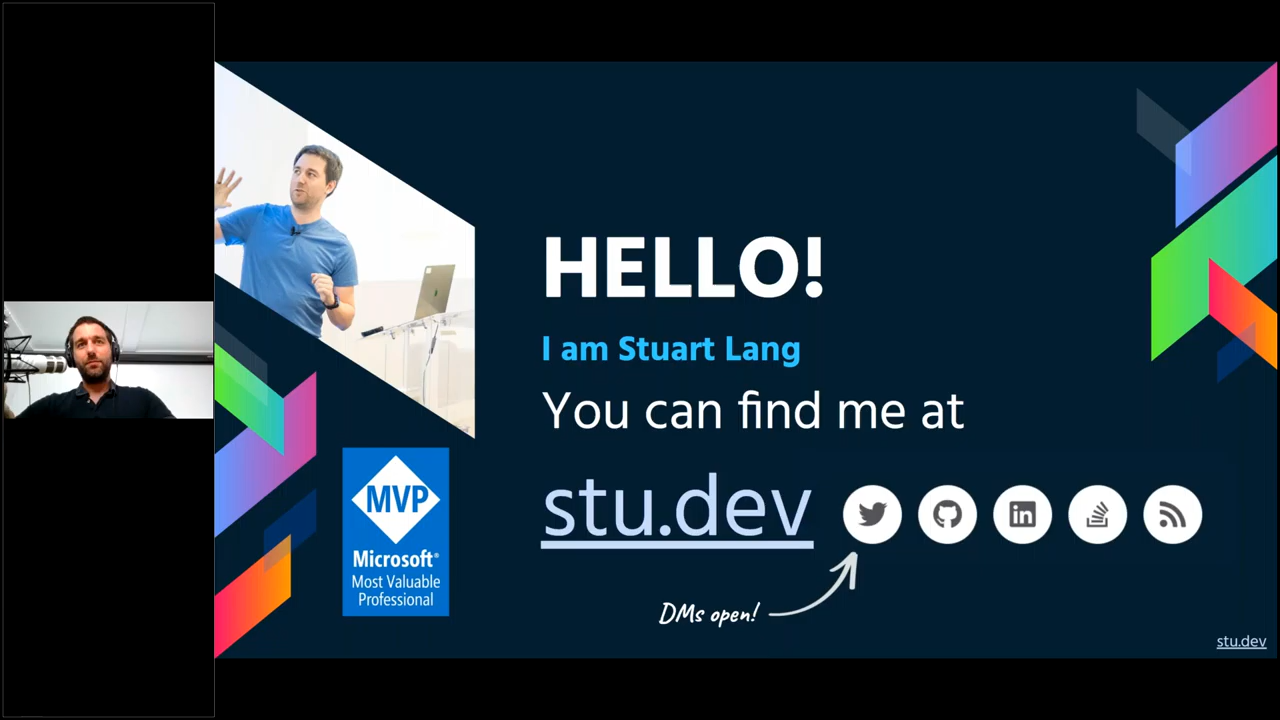 HELLO!
I am Stuart Lang
You can find me at
stu.dev
DMs open!
MVP
Microsoft®
Most Valuable
Professional
stu.dev